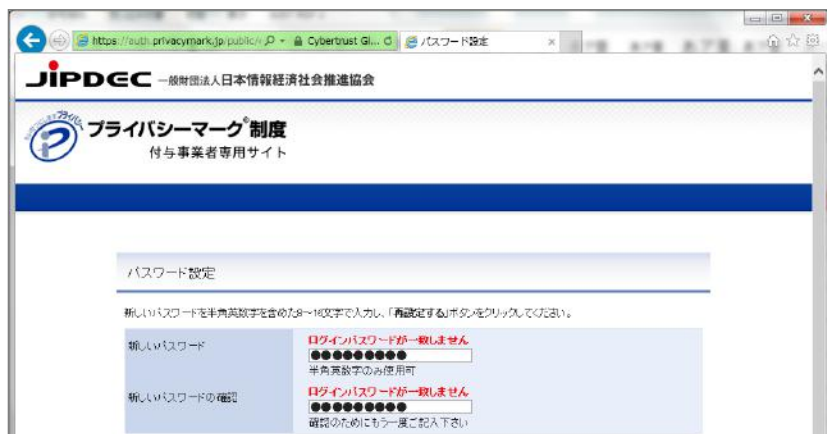 https://auth.privacymark.jp/public/
Cybertrust Gl...
パスワード設定
JIPDEC 一般財団法人日本情報経済社会推進協会
プライバシーマーク®制度
付与事業者専用サイト
パスワード設定
新しいパスワードを半角英数字を含めた8～16文字で入力し、「再設定する」ボタンをクリックしてください。
新しいパスワード
ログインパスワードが一致しません
●●●●●●●●●
半角英数字のみ使用可
新しいパスワードの確認
ログインパスワードが一致しません
●●●●●●●●●
確認のためにもう一度ご記入下さい